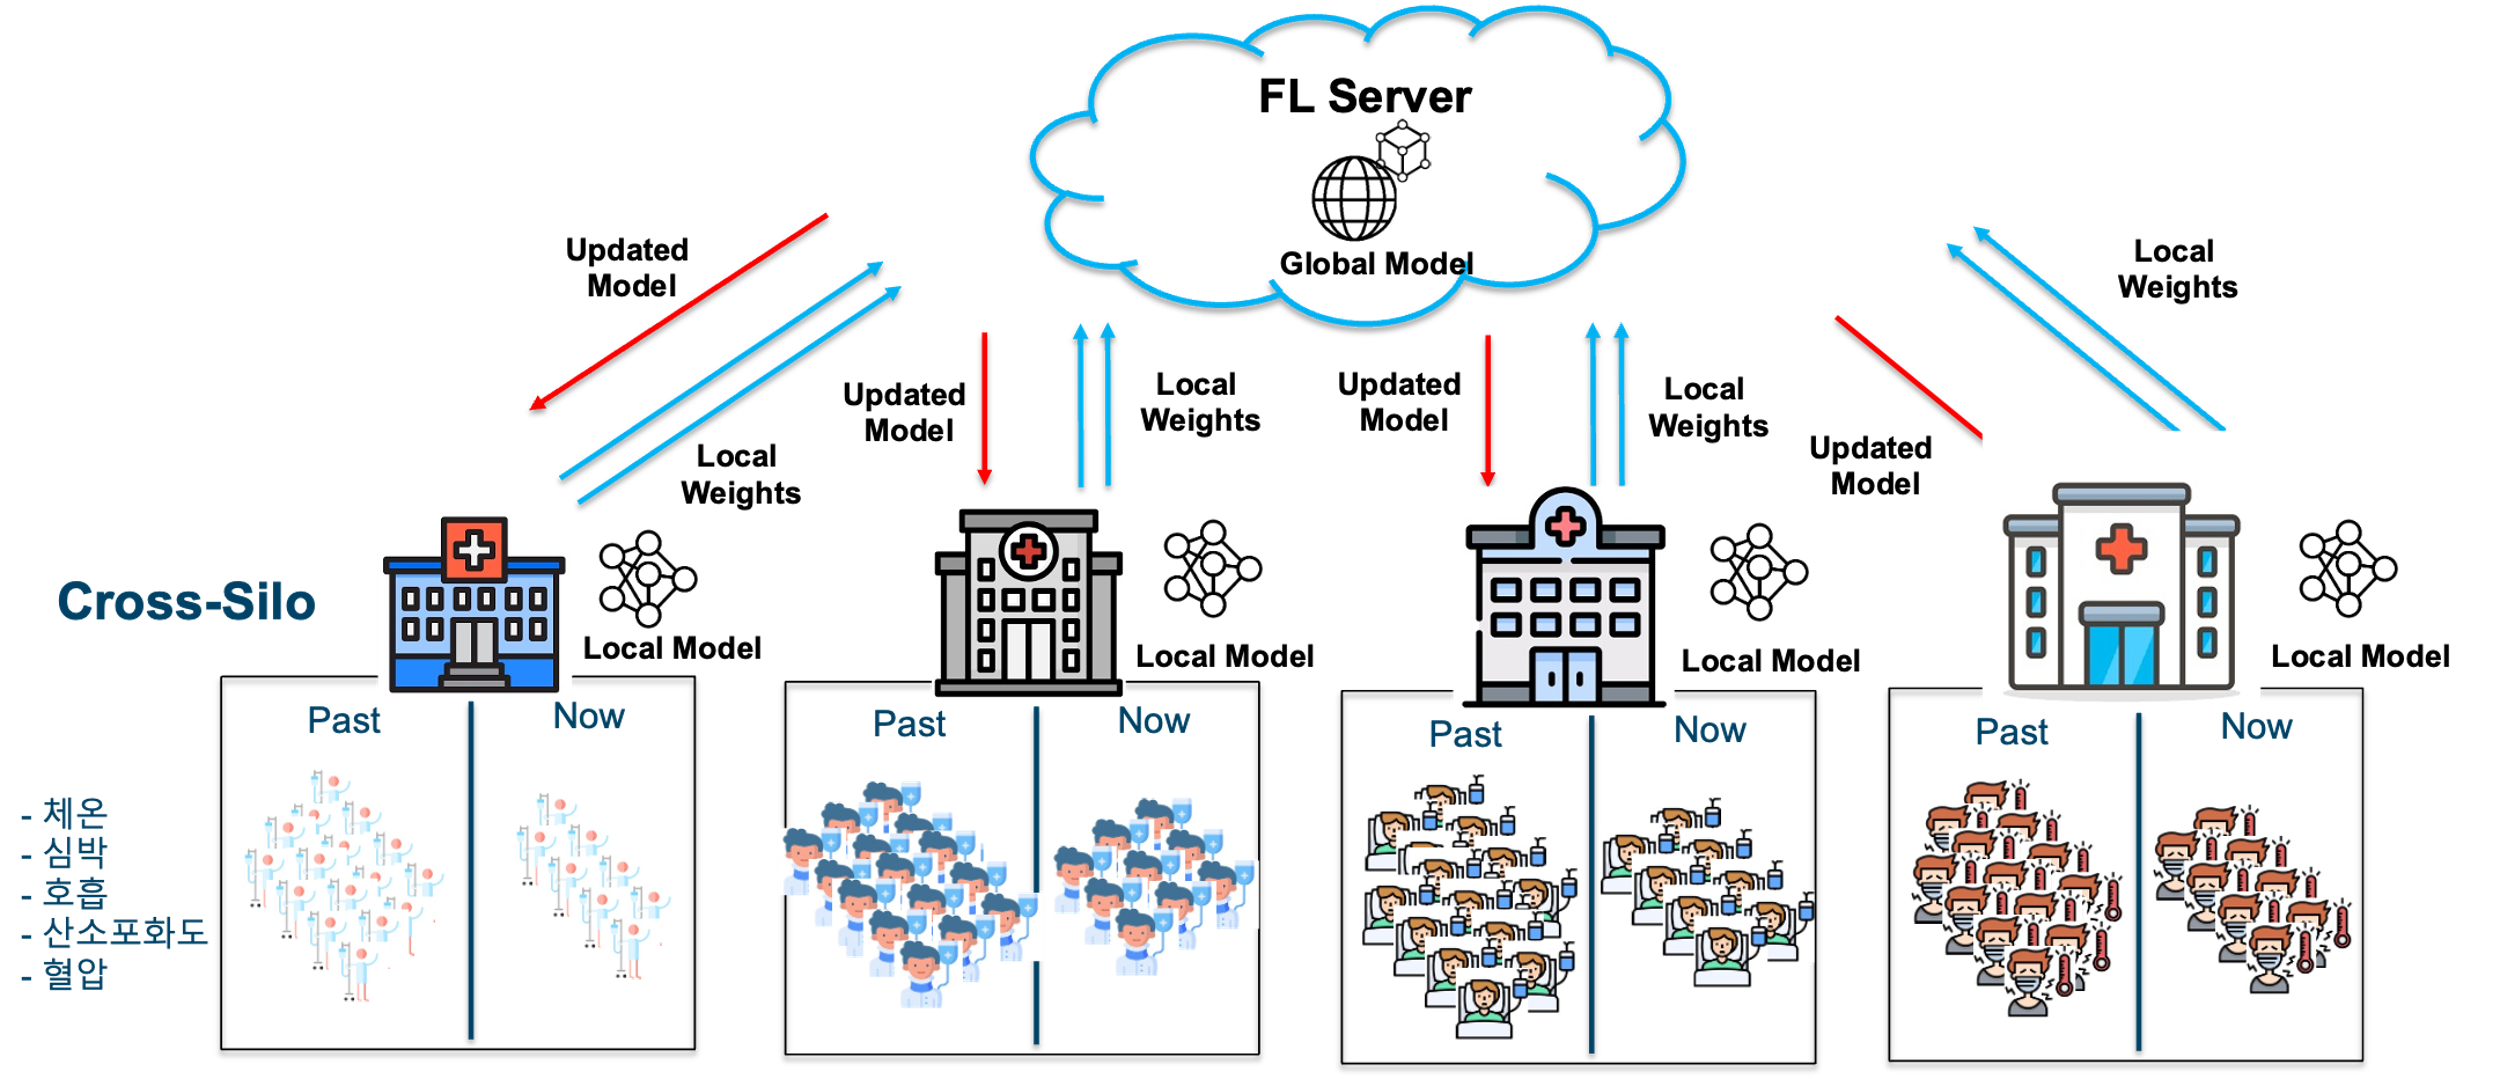 FL Server
Global Model
Updated
Model
Local
Weights
Updated
Model
Local
Weights
Updated
Model
Local
Weights
Updated
Model
Local
Weights
Cross-Silo
Local Model
Local Model
Local Model
Local Model
Past
Now
Past
Now
Past
Now
Past
Now
- 체온
- 심박
- 호흡
- 산소포화도
- 혈압